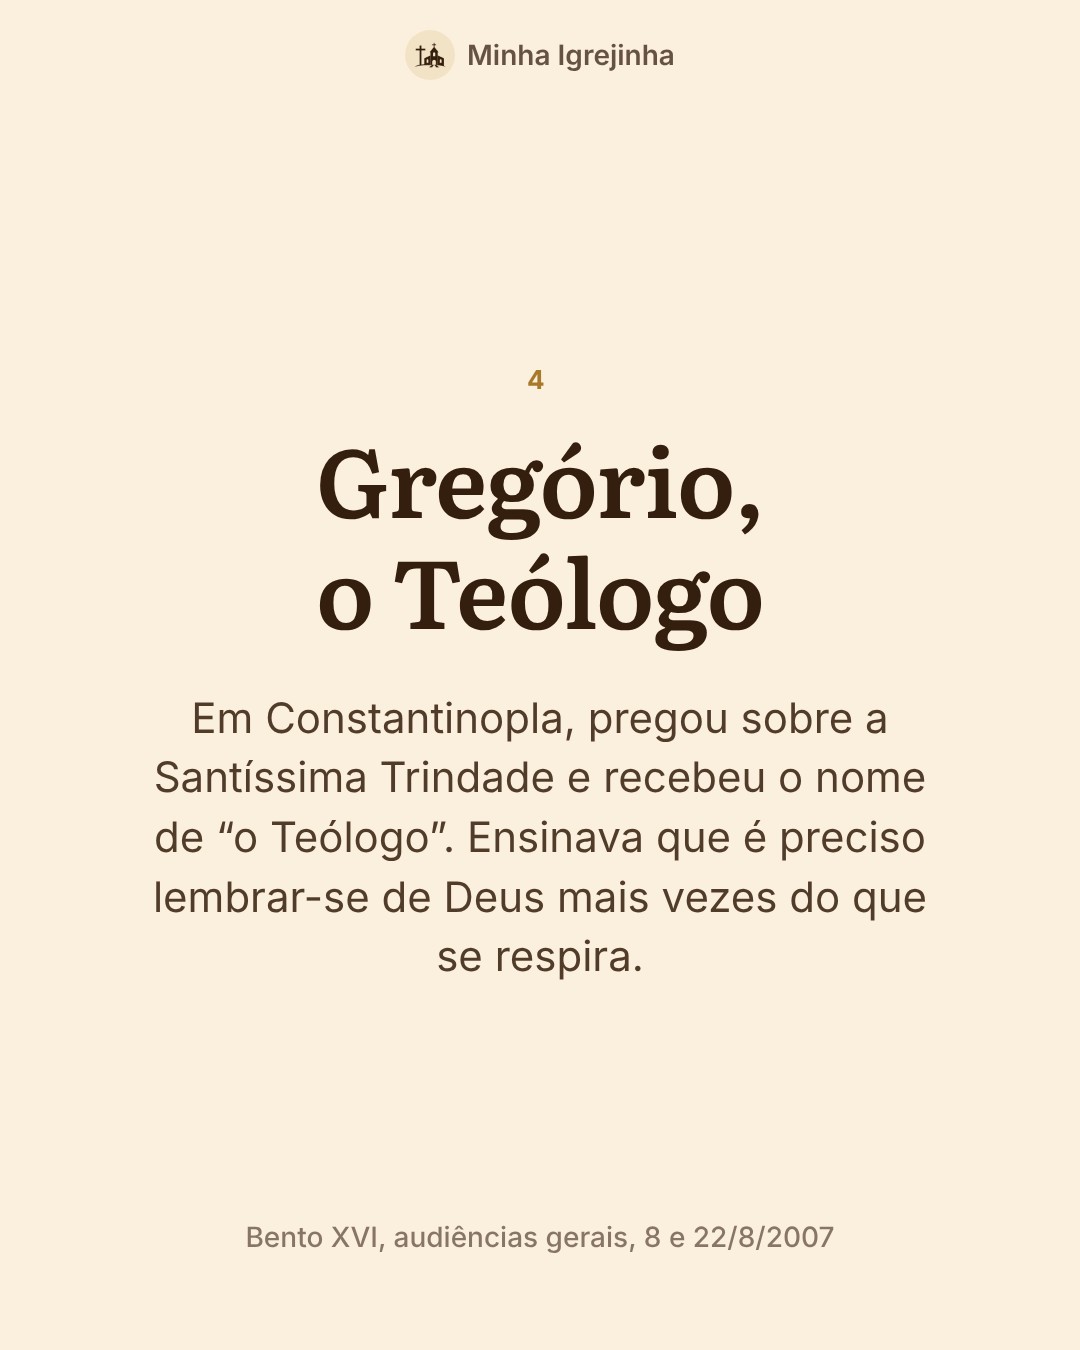 Minha Igrejinha
4
Gregório,
o Teólogo
Em Constantinopla, pregou sobre a
Santíssima Trindade e recebeu o nome
de “o Teólogo”. Ensinava que é preciso
lembrar-se de Deus mais vezes do que
se respira.
Bento XVI, audiências gerais, 8 e 22/8/2007